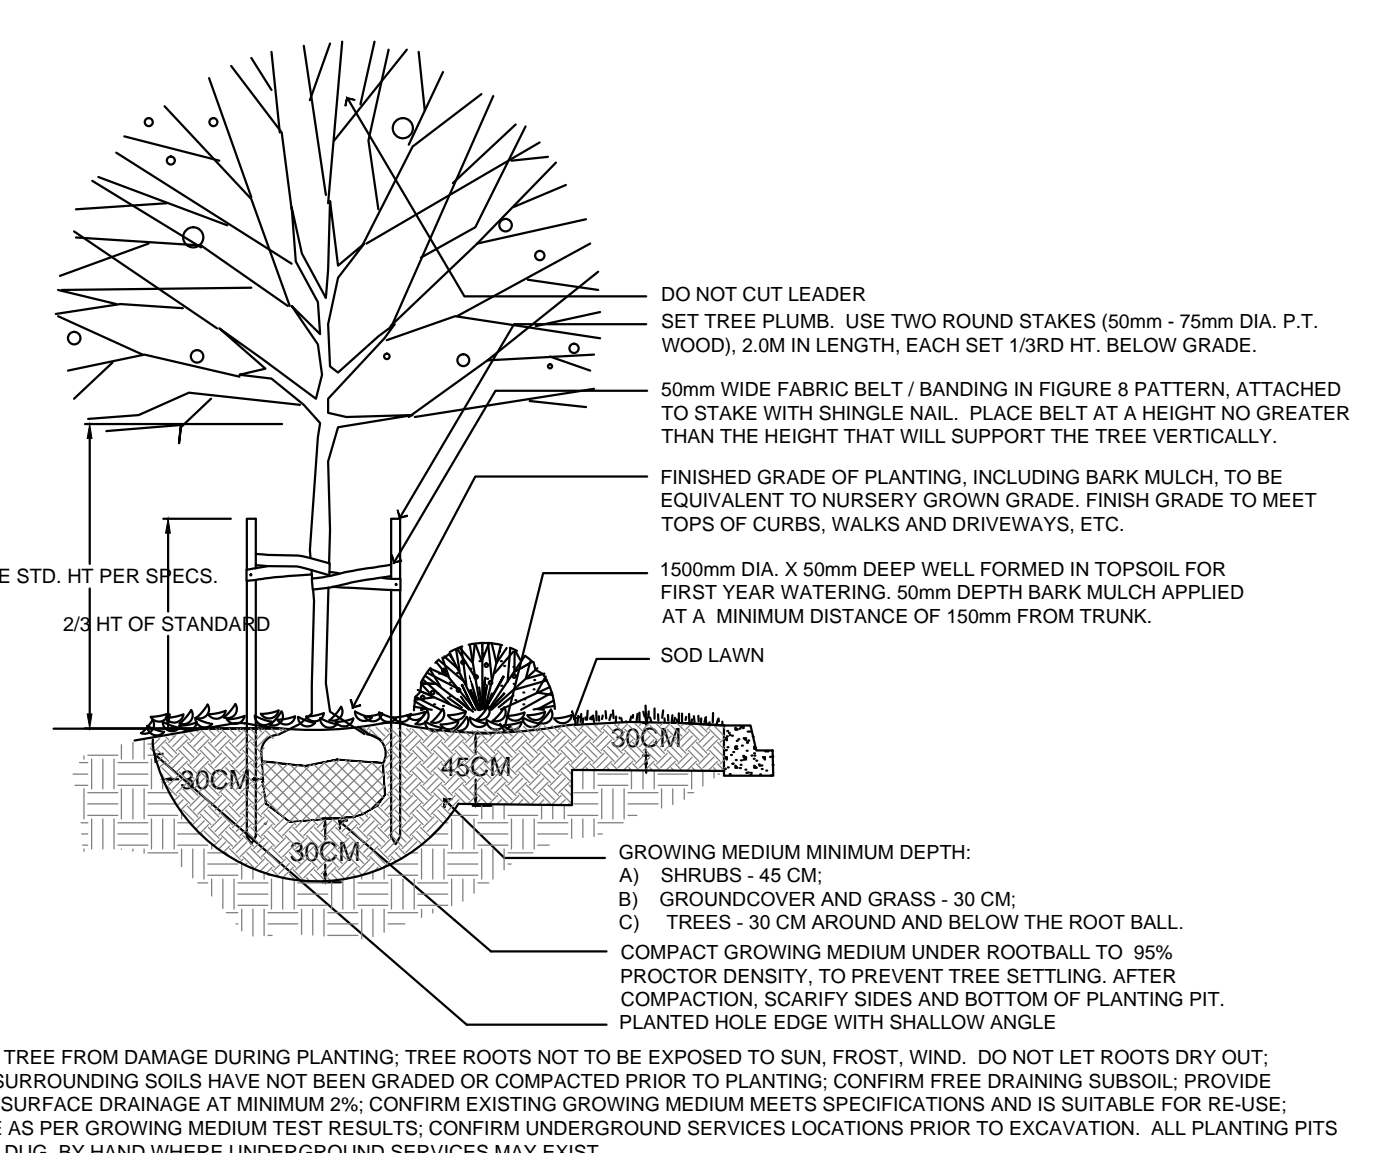 DO NOT CUT LEADER
SET TREE PLUMB. USE TWO ROUND STAKES (50mm - 75mm DIA. P.T.
WOOD), 2.0M IN LENGTH, EACH SET 1/3RD HT. BELOW GRADE.
50mm WIDE FABRIC BELT / BANDING IN FIGURE 8 PATTERN, ATTACHED
TO STAKE WITH SHINGLE NAIL. PLACE BELT AT A HEIGHT NO GREATER
THAN THE HEIGHT THAT WILL SUPPORT THE TREE VERTICALLY.
FINISHED GRADE OF PLANTING, INCLUDING BARK MULCH, TO BE
EQUIVALENT TO NURSERY GROWN GRADE. FINISH GRADE TO MEET
TOPS OF CURBS, WALKS AND DRIVEWAYS, ETC.
E STD. HT PER SPECS.
1500mm DIA. X 50mm DEEP WELL FORMED IN TOPSOIL FOR
FIRST YEAR WATERING. 50mm DEPTH BARK MULCH APPLIED
AT A MINIMUM DISTANCE OF 150mm FROM TRUNK.
2/3 HT OF STANDARD
SOD LAWN
30CM
45CM
30CM
30CM
GROWING MEDIUM MINIMUM DEPTH:
A) SHRUBS - 45 CM;
B) GROUNDCOVER AND GRASS - 30 CM;
C) TREES - 30 CM AROUND AND BELOW THE ROOT BALL.
COMPACT GROWING MEDIUM UNDER ROOTBALL TO 95%
PROCTOR DENSITY, TO PREVENT TREE SETTLING. AFTER
COMPACTION, SCARIFY SIDES AND BOTTOM OF PLANTING PIT.
PLANTED HOLE EDGE WITH SHALLOW ANGLE
TREE FROM DAMAGE DURING PLANTING; TREE ROOTS NOT TO BE EXPOSED TO SUN, FROST, WIND. DO NOT LET ROOTS DRY OUT;
SURROUNDING SOILS HAVE NOT BEEN GRADED OR COMPACTED PRIOR TO PLANTING; CONFIRM FREE DRAINING SUBSOIL; PROVIDE
SURFACE DRAINAGE AT MINIMUM 2%; CONFIRM EXISTING GROWING MEDIUM MEETS SPECIFICATIONS AND IS SUITABLE FOR RE-USE;
E AS PER GROWING MEDIUM TEST RESULTS; CONFIRM UNDERGROUND SERVICES LOCATIONS PRIOR TO EXCAVATION. ALL PLANTING PITS
DUG BY HAND WHERE UNDERGROUND SERVICES MAY EXIST